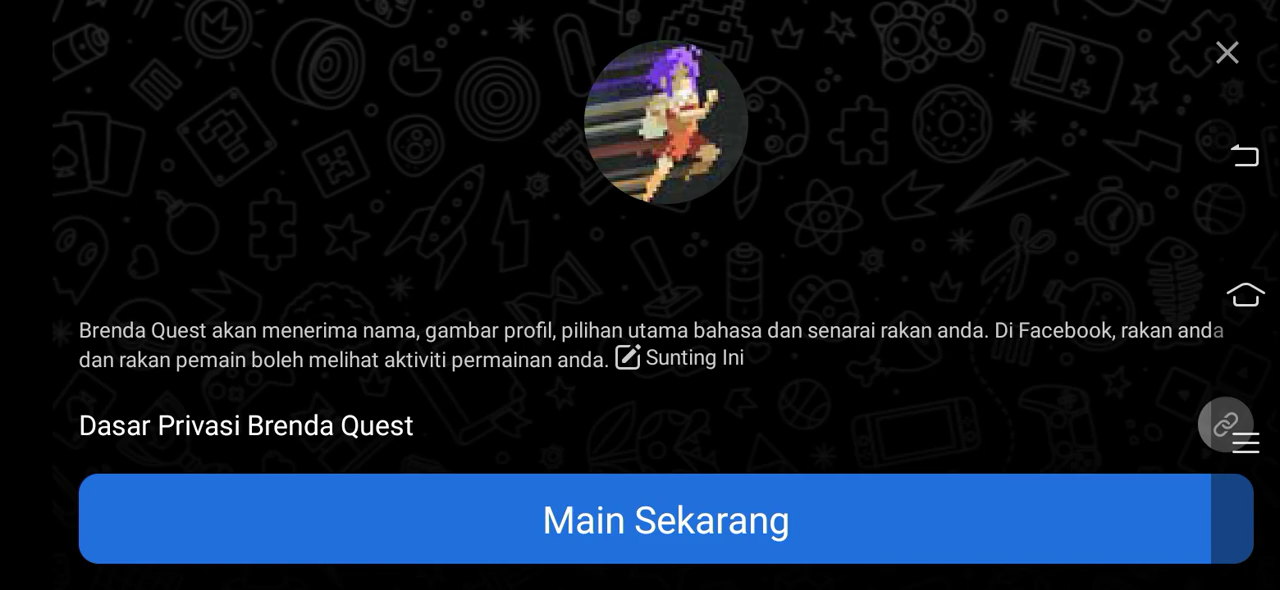 Brenda Quest akan menerima nama, gambar profil, pilihan utama bahasa dan senarai rakan anda. Di Facebook, rakan anda
dan rakan pemain boleh melihat aktiviti permainan anda. Sunting Ini
Dasar Privasi Brenda Quest
Main Sekarang